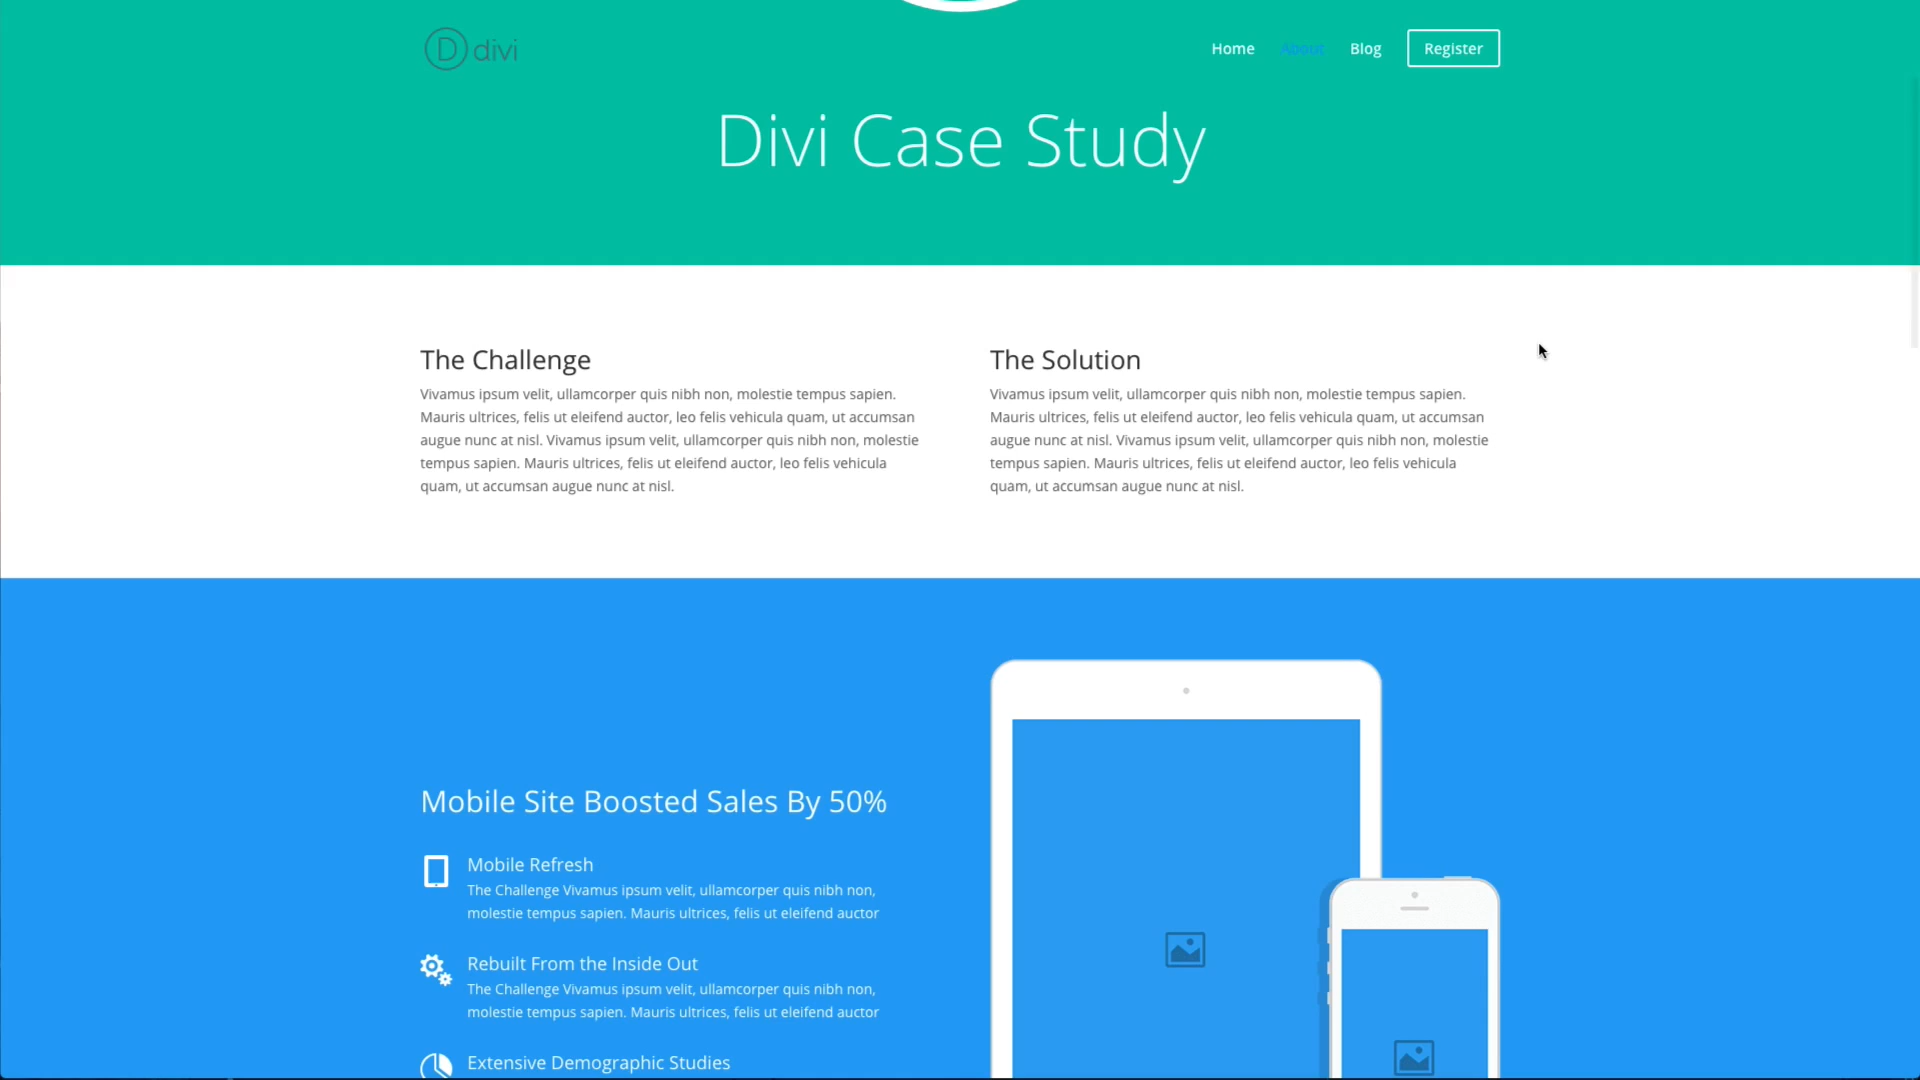 D divi
Home About Blog Register
Divi Case Study
The Challenge
Vivamus ipsum velit, ullamcorper quis nibh non, molestie tempus sapien.
Mauris ultrices, felis ut eleifend auctor, leo felis vehicula quam, ut accumsan
augue nunc at nisl. Vivamus ipsum velit, ullamcorper quis nibh non, molestie
tempus sapien. Mauris ultrices, felis ut eleifend auctor, leo felis vehicula
quam, ut accumsan augue nunc at nisl.
The Solution
Vivamus ipsum velit, ullamcorper quis nibh non, molestie tempus sapien.
Mauris ultrices, felis ut eleifend auctor, leo felis vehicula quam, ut accumsan
augue nunc at nisl. Vivamus ipsum velit, ullamcorper quis nibh non, molestie
tempus sapien. Mauris ultrices, felis ut eleifend auctor, leo felis vehicula
quam, ut accumsan augue nunc at nisl.
Mobile Site Boosted Sales By 50%
Mobile Refresh
The Challenge Vivamus ipsum velit, ullamcorper quis nibh non,
molestie tempus sapien. Mauris ultrices, felis ut eleifend auctor
Rebuilt From the Inside Out
The Challenge Vivamus ipsum velit, ullamcorper quis nibh non,
molestie tempus sapien. Mauris ultrices, felis ut eleifend auctor
Extensive Demographic Studies